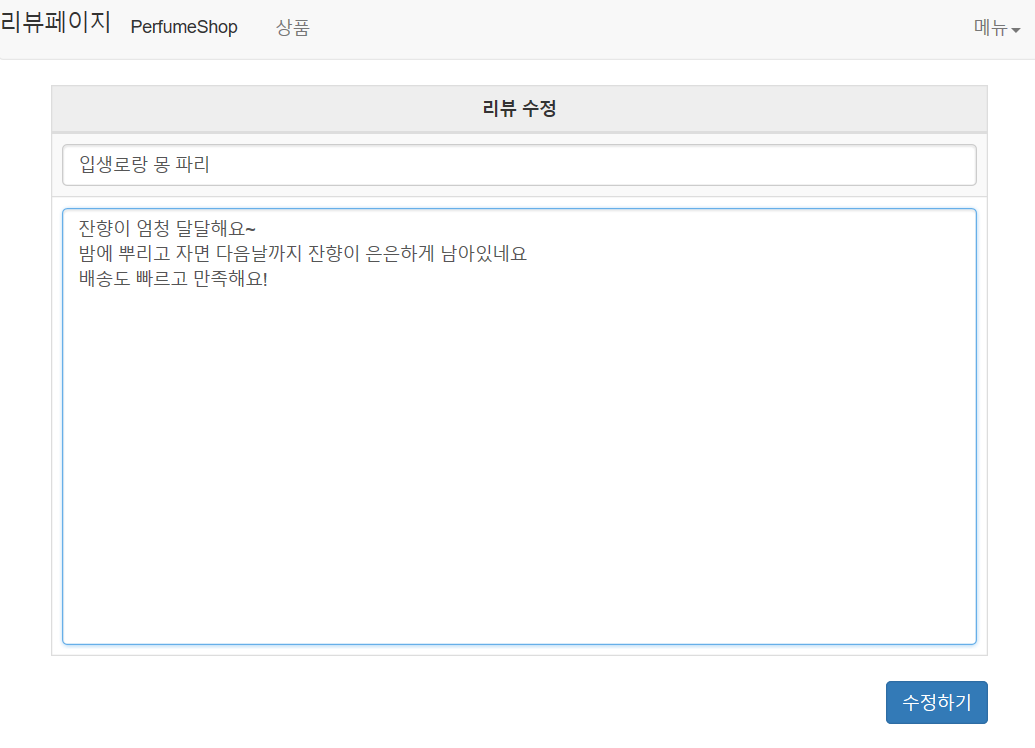 리뷰페이지 PerfumeShop 상품 메뉴
리뷰 수정
입생로랑 몽 파리
잔향이 엄청 달달해요~
밤에 뿌리고 자면 다음날까지 잔향이 은은하게 남아있네요
배송도 빠르고 만족해요!
수정하기